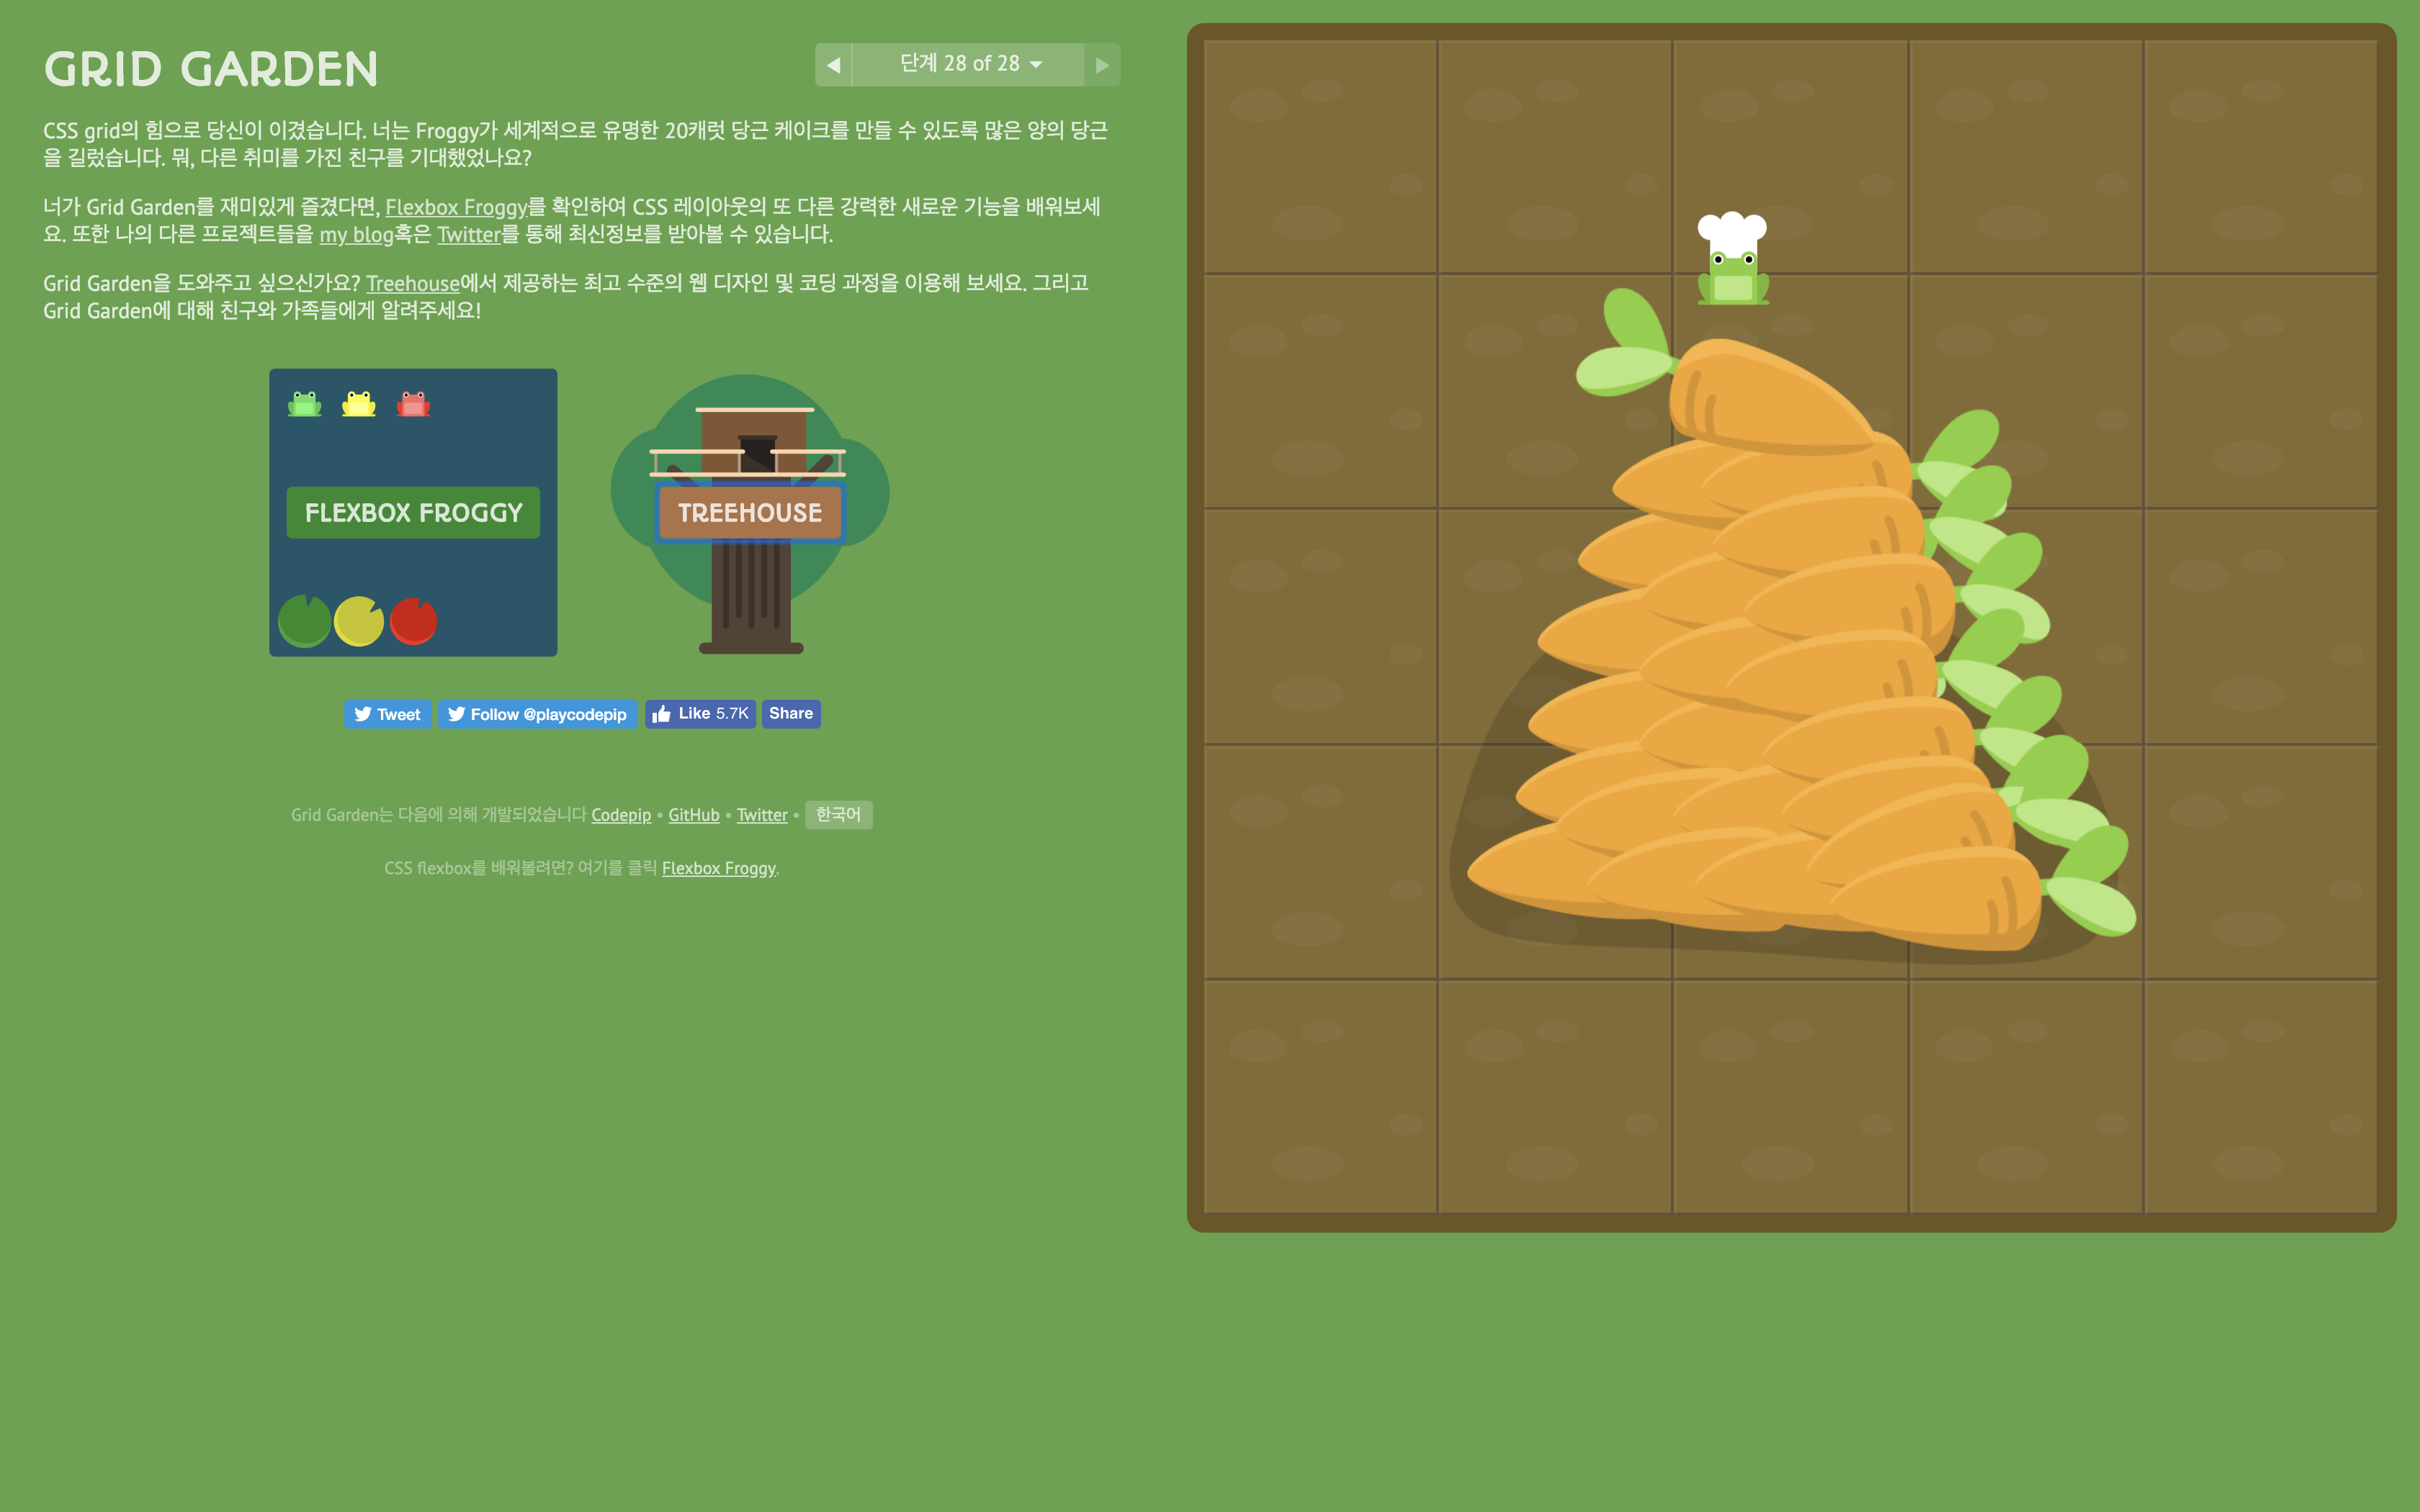 GRID GARDEN
단계 28 of 28
CSS grid의 힘으로 당신이 이겼습니다. 너는 Froggy가 세계적으로 유명한 20캐럿 당근 케이크를 만들 수 있도록 많은 양의 당근
을 길렀습니다. 뭐, 다른 취미를 가진 친구를 기대했었나요?
너가 Grid Garden를 재미있게 즐겼다면, Flexbox Froggy를 확인하여 CSS 레이아웃의 또 다른 강력한 새로운 기능을 배워보세
요. 또한 나의 다른 프로젝트들을 my blog혹은 Twitter를 통해 최신정보를 받아볼 수 있습니다.
Grid Garden을 도와주고 싶으신가요? Treehouse에서 제공하는 최고 수준의 웹 디자인 및 코딩 과정을 이용해 보세요. 그리고
Grid Garden에 대해 친구와 가족들에게 알려주세요!
FLEXBOX FROGGY
TREEHOUSE
Tweet
Follow @playcodepip
Like 5.7K
Share
Grid Garden는 다음에 의해 개발되었습니다 Codepip • GitHub • Twitter • 한국어
CSS flexbox를 배워볼려면? 여기를 클릭 Flexbox Froggy.